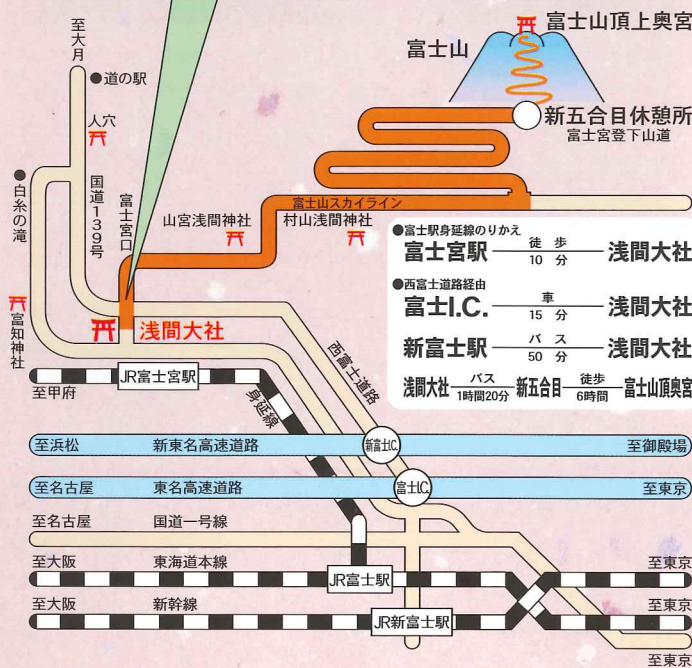 至大月
●道の駅
人穴
国道139号
●白糸の滝
富知神社
富士宮口
富士山頂上奥宮
富士山
新五合目休憩所
富士宮登下山道
富士山スカイライン
山宮浅間神社
村山浅間神社
浅間大社
●富士駅身延線のりかえ
富士宮駅 徒歩 10分 浅間大社
●西富士道路経由
富士I.C. 車 15分 浅間大社
新富士駅 バス 50分 浅間大社
浅間大社 バス 1時間20分 新五合目 徒歩 6時間 富士山頂奥宮
西富士道路
JR富士宮駅
至甲府
身延線
至浜松 新東名高速道路 新富士I.C. 至御殿場
至名古屋 東名高速道路 富士I.C. 至東京
至名古屋 国道一号線
至大阪 東海道本線 JR富士駅 至東京
至大阪 新幹線 JR新富士駅 至東京
至東京